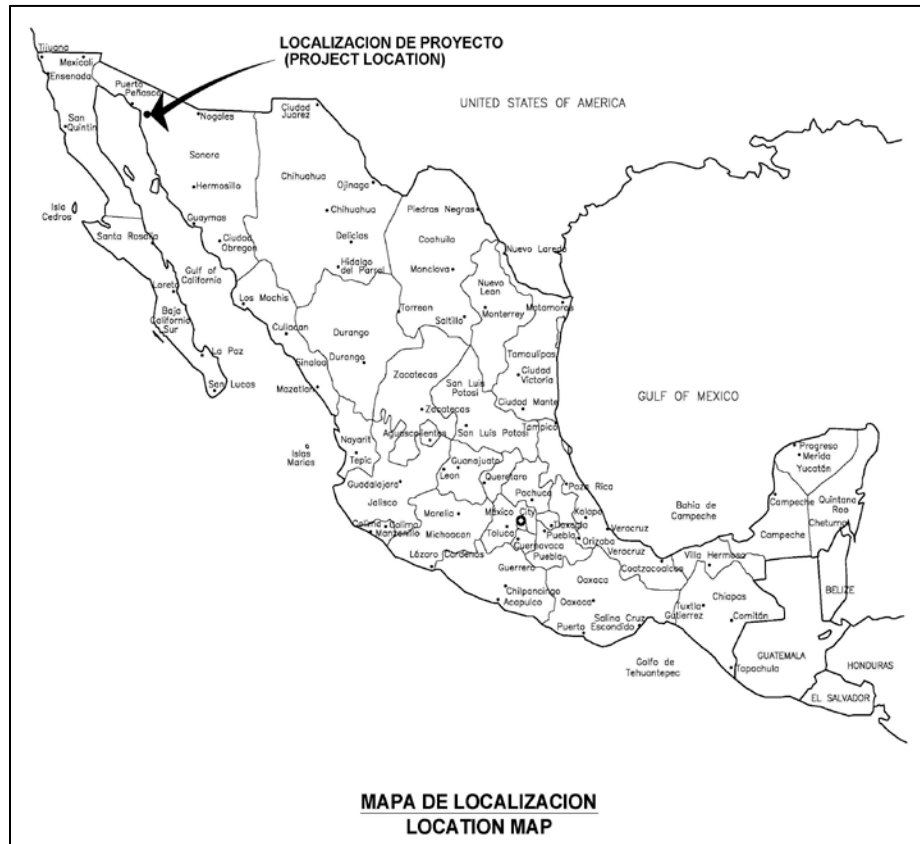 LOCALIZACION DE PROYECTO
(PROJECT LOCATION)
UNITED STATES OF AMERICA
Tijuana
Mexicali
Ensenada
Puerto
Peñasco
San
Quintin
Nogales
Ciudad
Juarez
Sonora
Chihuahua
Ojinaga
Hermosillo
Chihuahua
Isla
Cedros
Guaymas
Santa Rosalia
Ciudad
Obregon
Delicias
Piedras Negras
Coahuila
Nuevo Laredo
Gulf of
California
Hidalgo
del Parral
Monclova
Nuevo
Leon
Loreto
Los Mochis
Torreon
Saltillo
Monterrey
Matamoros
Baja
California
Sur
Culiacan
Durango
Tamaulipas
La Paz
Sinaloa
Durango
Zacatecas
Ciudad
Victoria
San Lucas
Mazatlan
San Luis
Potosi
Ciudad Mante
GULF OF MEXICO
Zacatecas
Tampico
Islas
Marias
Nayarit
Aguascalientes
San Luis Potosi
Tepic
Guanajuato
Leon
Queretaro
Guadalajara
Pachuca
Poza Rica
Jalisco
Progreso
Merida
Yucatán
Morelia
México City
Xalapa
Bahia de
Campeche
Campeche
Quintana
Roo
Colima
Colima
Manzanillo
Michoacan
Toluca
Tlaxcala
Puebla
Veracruz
Orizaba
Chetumal
Cuernavaca
Puebla
Veracruz
Campeche
Lázaro Cardenas
Guerrero
Coatzacoalcos
Villa Hermosa
Chilpancingo
Acapulco
Oaxaca
Oaxaca
Chiapas
BELIZE
Salina Cruz
Puerto Escondido
Tuxtla
Gutierrez
Comitán
Golfo de
Tehuantepec
Tapachula
GUATEMALA
HONDURAS
EL SALVADOR
MAPA DE LOCALIZACION
LOCATION MAP